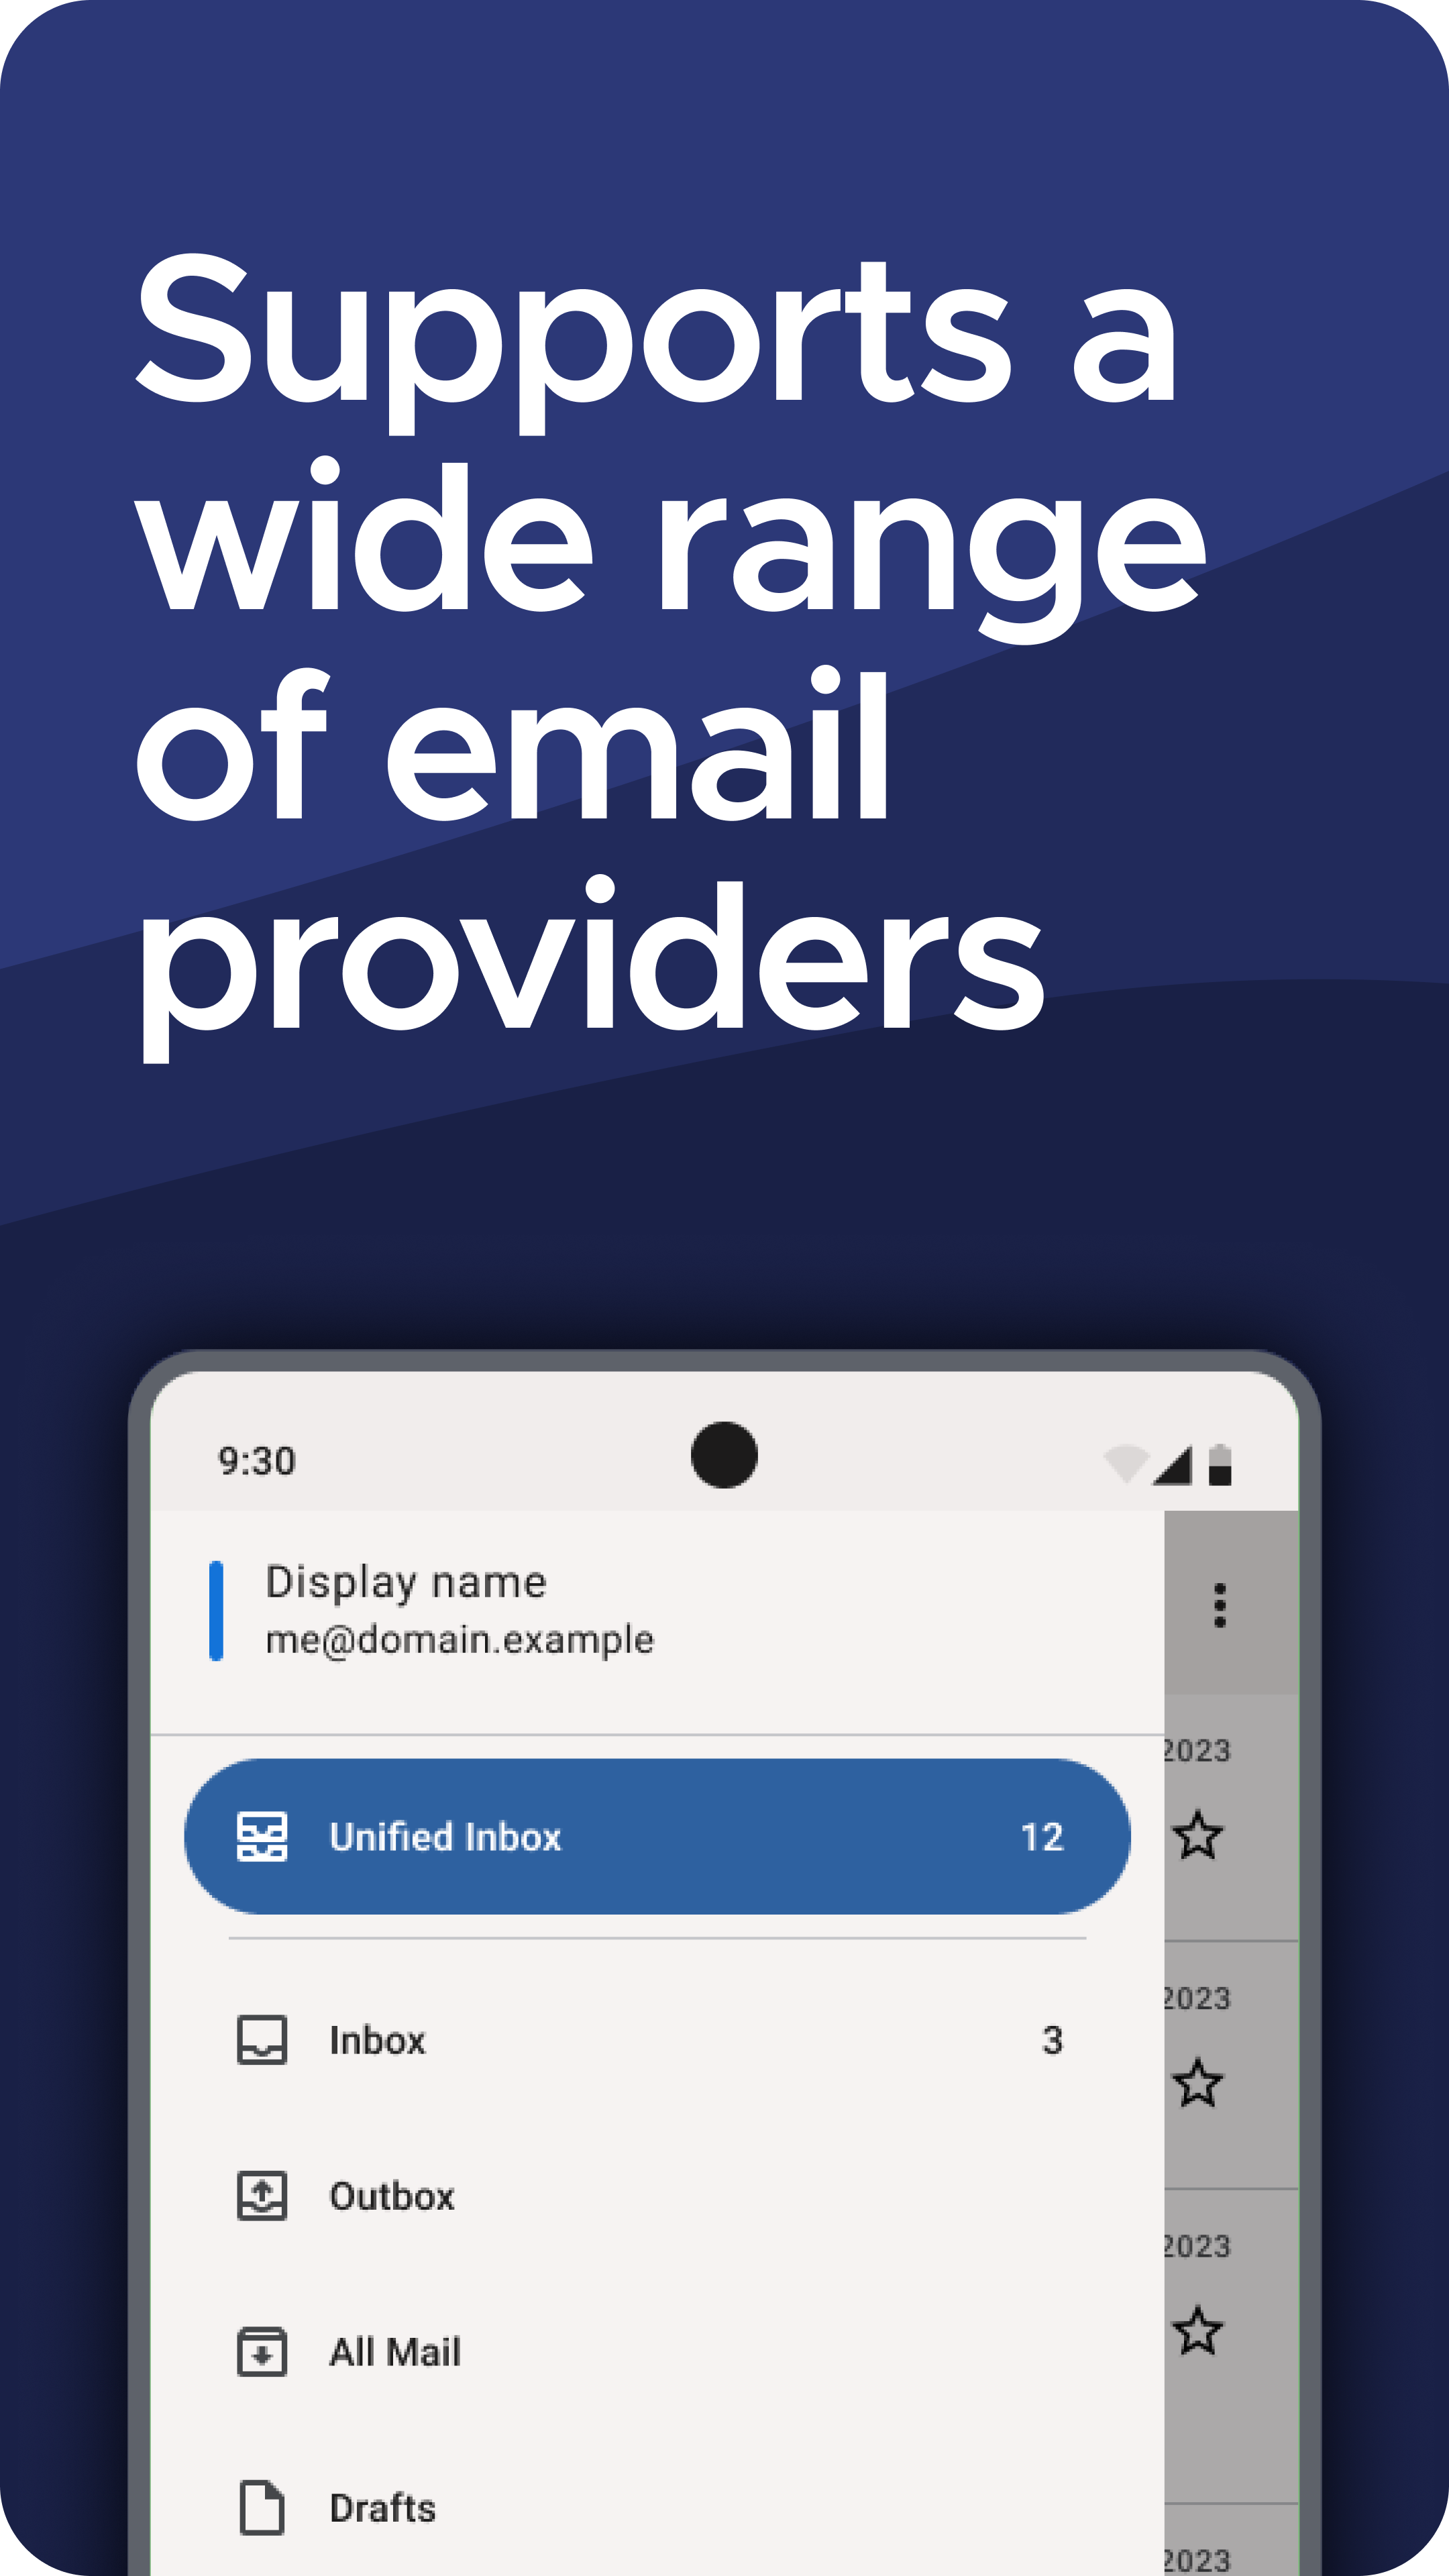 Supports a
wide range
of email
providers
9:30
Display name
me@domain.example
Unified Inbox 12
2023
Inbox 3
2023
Outbox
2023
All Mail
Drafts
2023